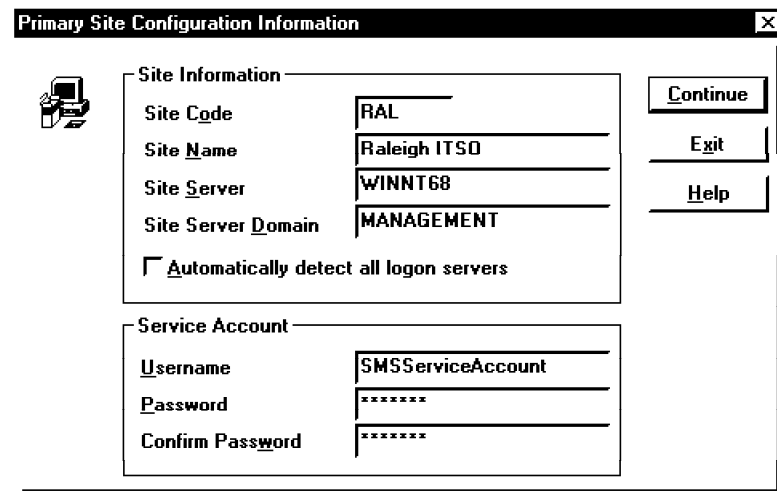 Primary Site Configuration Information
Site Information
Site Code RAL
Site Name Raleigh ITSO
Site Server WINNT68
Site Server Domain MANAGEMENT
Automatically detect all logon servers
Continue
Exit
Help
Service Account
Username SMSServiceAccount
Password *******
Confirm Password *******